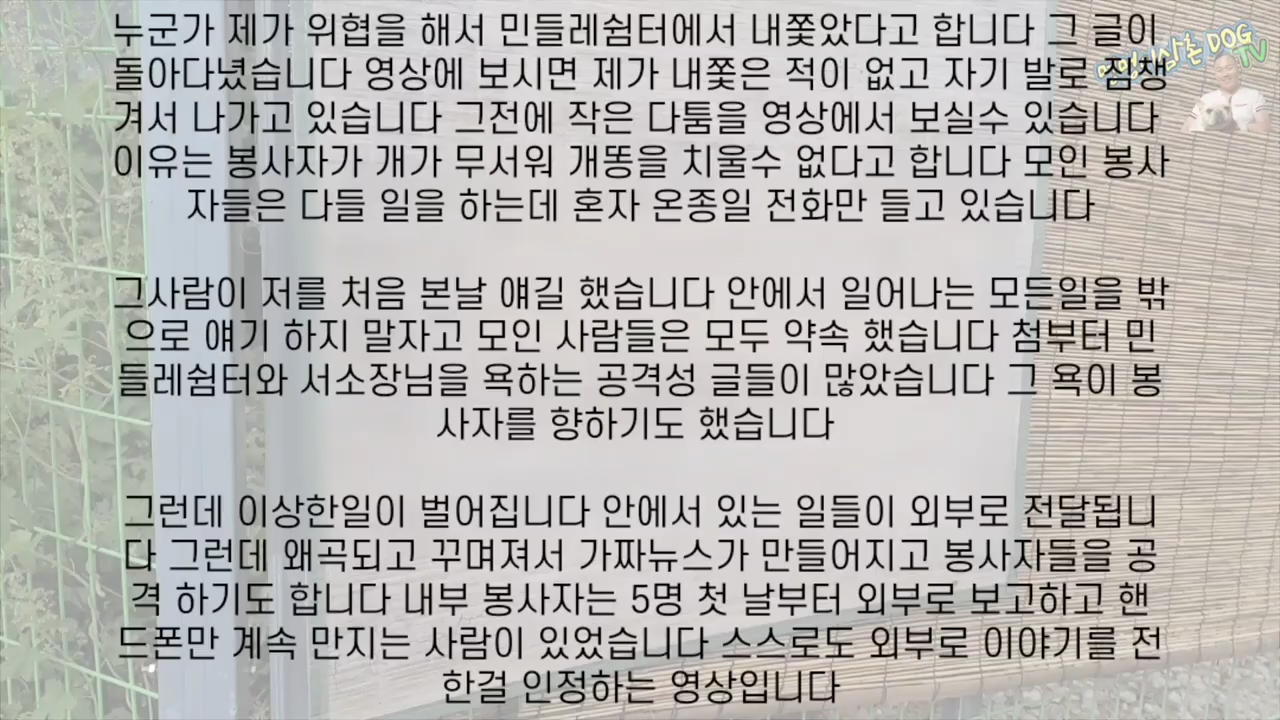 누군가 제가 위협을 해서 민들레쉼터에서 내쫓았다고 합니다 그 글이
돌아다녔습니다 영상에 보시면 제가 내쫓은 적이 없고 자기 발로 짐챙
겨서 나가고 있습니다 그전에 작은 다툼을 영상에서 보실수 있습니다
이유는 봉사자가 개가 무서워 개똥을 치울수 없다고 합니다 모인 봉사
자들은 다들 일을 하는데 혼자 온종일 전화만 들고 있습니다
그사람이 저를 처음 본날 얘길 했습니다 안에서 일어나는 모든일을 밖
으로 얘기 하지 말자고 모인 사람들은 모두 약속 했습니다 첨부터 민
들레쉼터와 서소장님을 욕하는 공격성 글들이 많았습니다 그 욕이 봉
사자를 향하기도 했습니다
그런데 이상한일이 벌어집니다 안에서 있는 일들이 외부로 전달됩니
다 그런데 왜곡되고 꾸며져서 가짜뉴스가 만들어지고 봉사자들을 공
격 하기도 합니다 내부 봉사자는 5명 첫 날부터 외부로 보고하고 핸
드폰만 계속 만지는 사람이 있었습니다 스스로도 외부로 이야기를 전
한걸 인정하는 영상입니다
DOG
TV